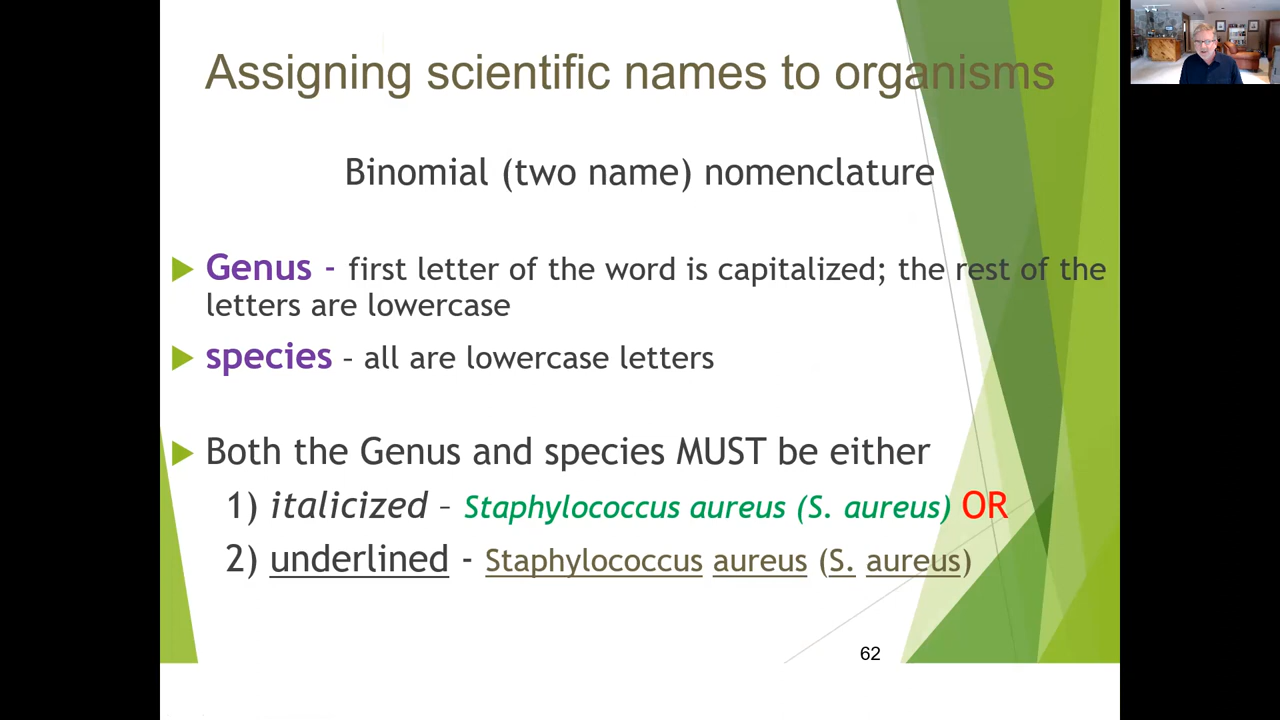 Assigning scientific names to organisms
Binomial (two name) nomenclature
Genus - first letter of the word is capitalized; the rest of the
letters are lowercase
species – all are lowercase letters
Both the Genus and species MUST be either
1) italicized – Staphylococcus aureus (S. aureus) OR
2) underlined - Staphylococcus aureus (S. aureus)
62